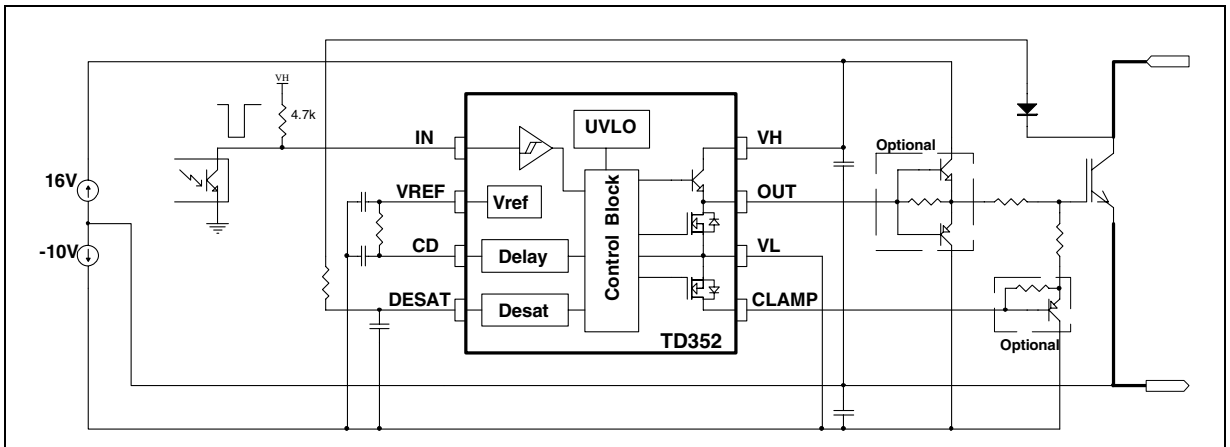 VH
4.7k
UVLO
IN
VH
Optional
16V
VREF
Vref
Control Block
OUT
-10V
CD
Delay
VL
DESAT
Desat
CLAMP
TD352
Optional